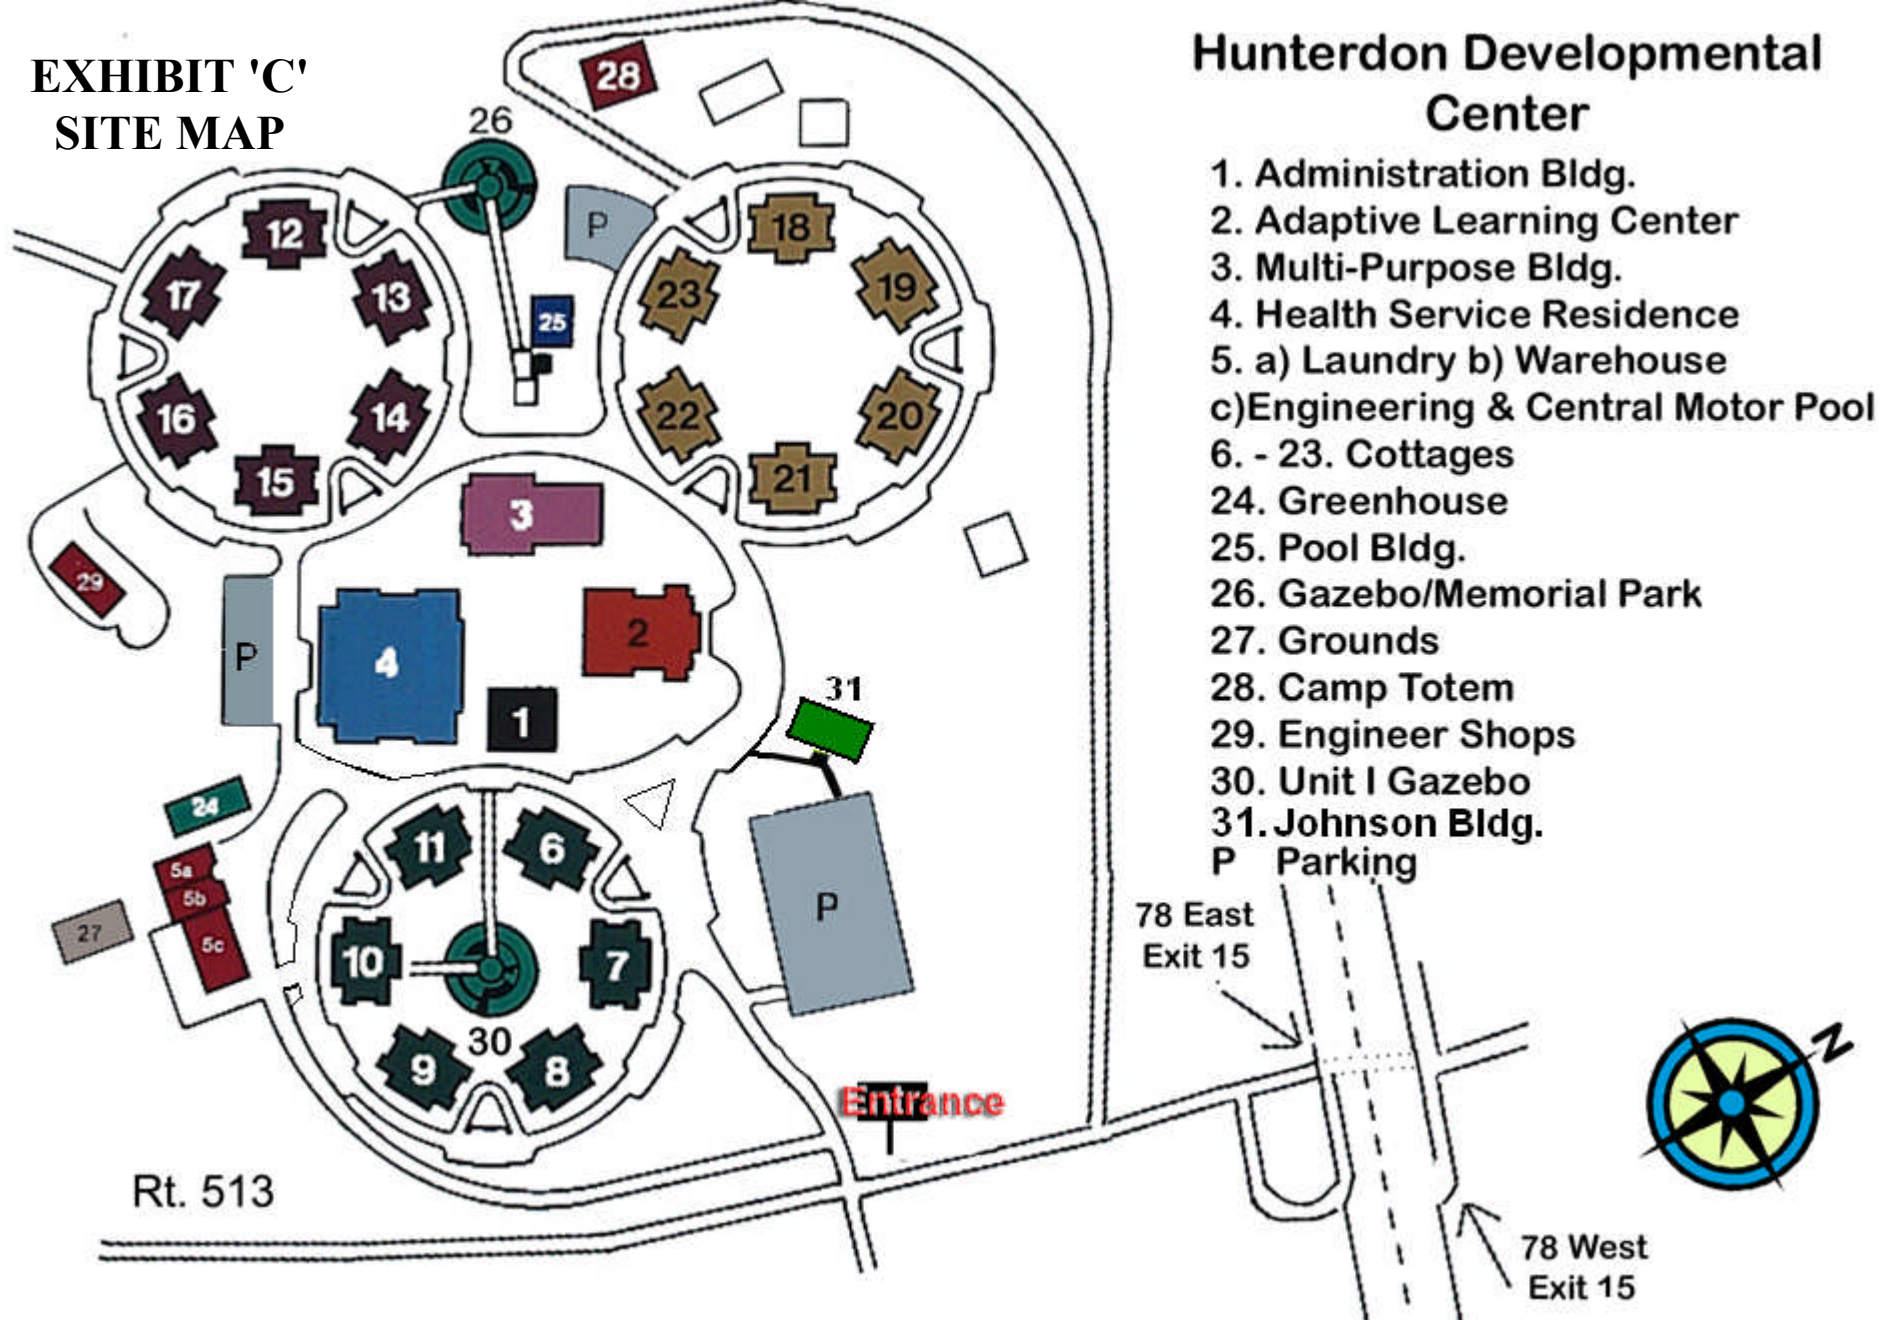 EXHIBIT 'C'
SITE MAP
Hunterdon Developmental
Center
1. Administration Bldg.
2. Adaptive Learning Center
3. Multi-Purpose Bldg.
4. Health Service Residence
5. a) Laundry b) Warehouse
c)Engineering & Central Motor Pool
6. - 23. Cottages
24. Greenhouse
25. Pool Bldg.
26. Gazebo/Memorial Park
27. Grounds
28. Camp Totem
29. Engineer Shops
30. Unit I Gazebo
31. Johnson Bldg.
P Parking
28
26
12
13
14
15
16
17
P
18
19
20
21
22
23
25
3
29
P
4
2
1
31
24
5a
5b
5c
27
11
6
10
7
30
9
8
P
Entrance
Rt. 513
78 East
Exit 15
N
78 West
Exit 15